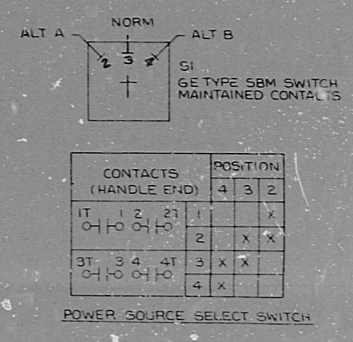 NORM
ALT A
ALT B
2 3 4
S1
GE TYPE SBM SWITCH
MAINTAINED CONTACTS
CONTACTS
(HANDLE END)
POSITION
4 3 2
1T 1 2 2T
1 X
2 X X
3T 3 4 4T
3 X X
4 X
POWER SOURCE SELECT SWITCH